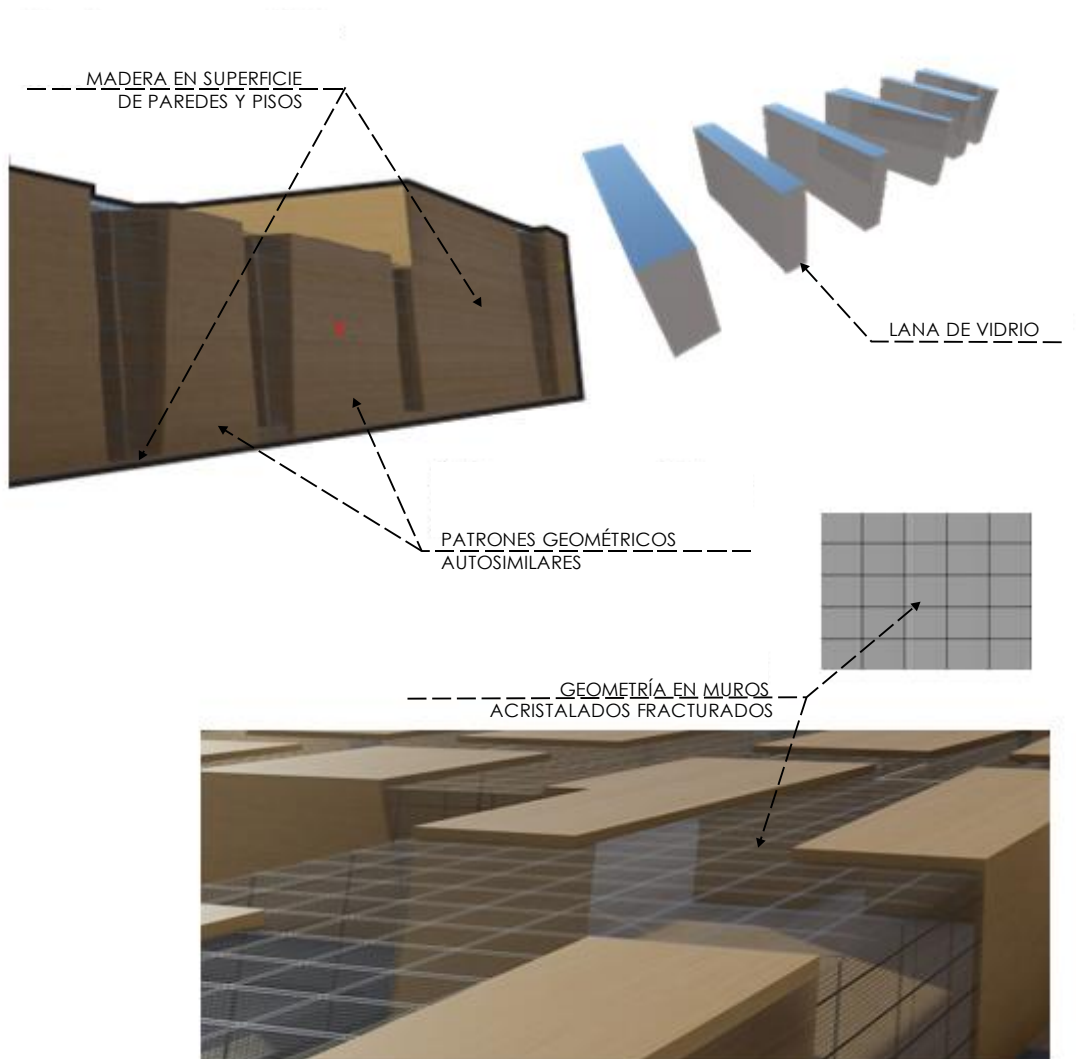 MADERA EN SUPERFICIE
DE PAREDES Y PISOS
LANA DE VIDRIO
PATRONES GEOMÉTRICOS
AUTOSIMILARES
GEOMETRÍA EN MUROS
ACRISTALADOS FRACTURADOS